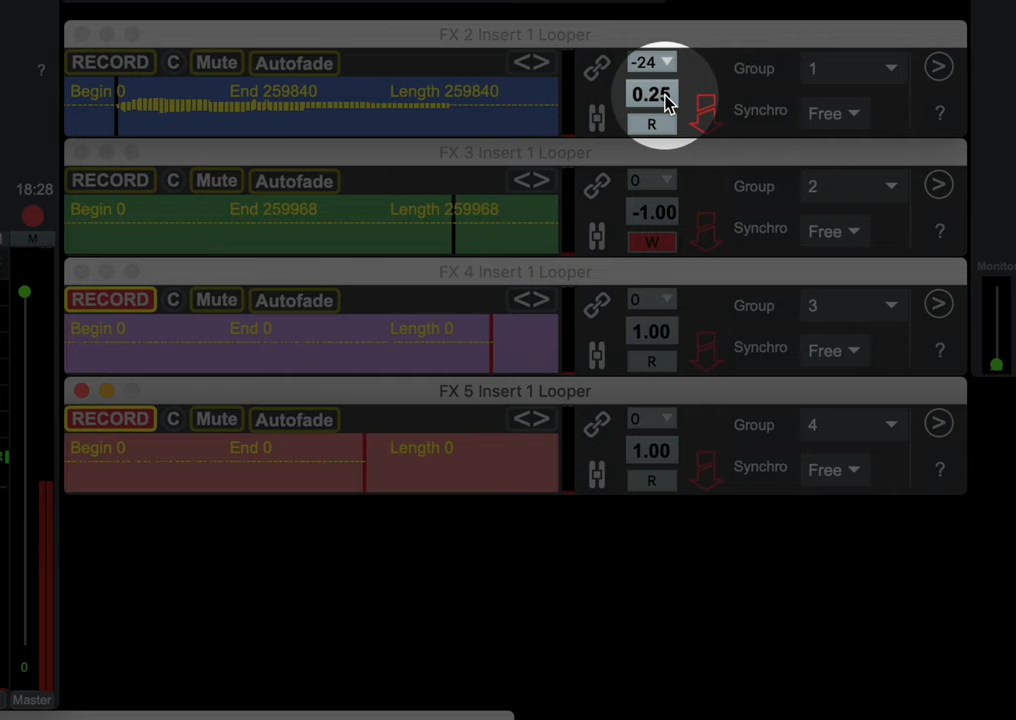 FX 2 Insert 1 Looper
RECORD C Mute Autofade <> -24 Group 1 >
Begin 0 End 259840 Length 259840 0.25
R Synchro Free ?
?
FX 3 Insert 1 Looper
RECORD C Mute Autofade <> 0 Group 2 >
Begin 0 End 259968 Length 259968 -1.00
W Synchro Free ?
18:28
M
FX 4 Insert 1 Looper
RECORD C Mute Autofade <> 0 Group 3 >
Begin 0 End 0 Length 0 1.00
R Synchro Free ?
Monitor
FX 5 Insert 1 Looper
RECORD C Mute Autofade <> 0 Group 4 >
Begin 0 End 0 Length 0 1.00
R Synchro Free ?
0
Master